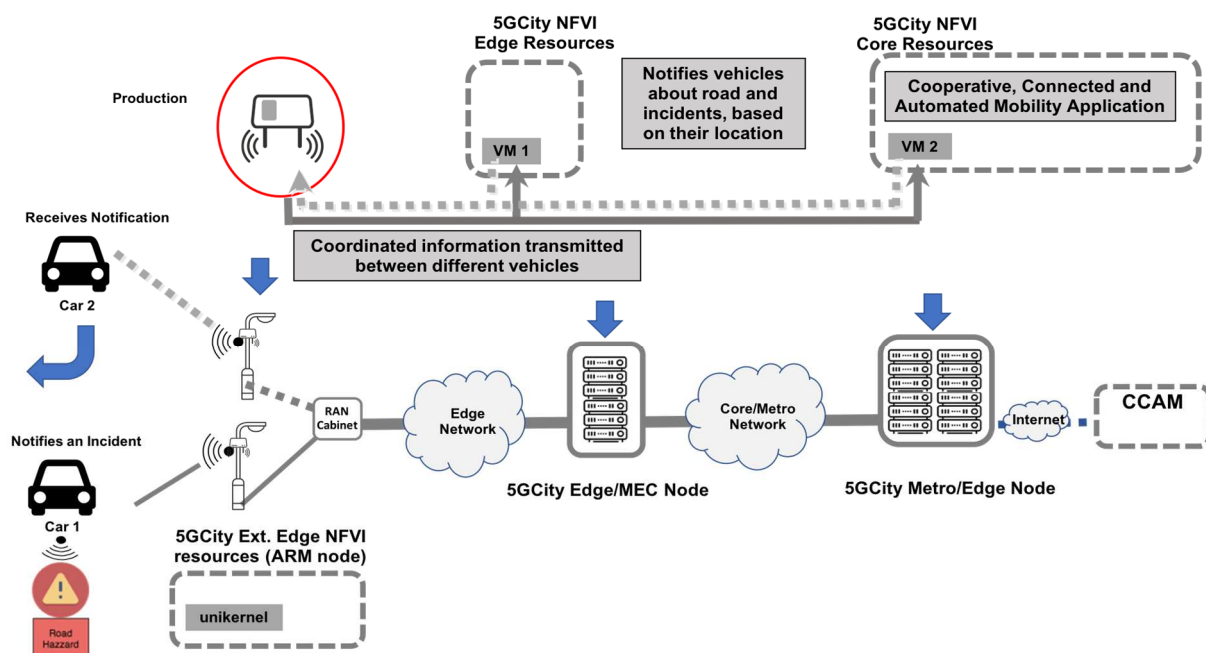 5GCity NFVI
Edge Resources
5GCity NFVI
Core Resources
Production
Notifies vehicles
about road and
incidents, based
on their location
Cooperative, Connected and
Automated Mobility Application
VM 1
VM 2
Receives Notification
Coordinated information transmitted
between different vehicles
Car 2
RAN
Cabinet
Edge
Network
Core/Metro
Network
Internet
CCAM
Notifies an Incident
5GCity Edge/MEC Node
5GCity Metro/Edge Node
Car 1
5GCity Ext. Edge NFVI
resources (ARM node)
unikernel
Road
Hazzard